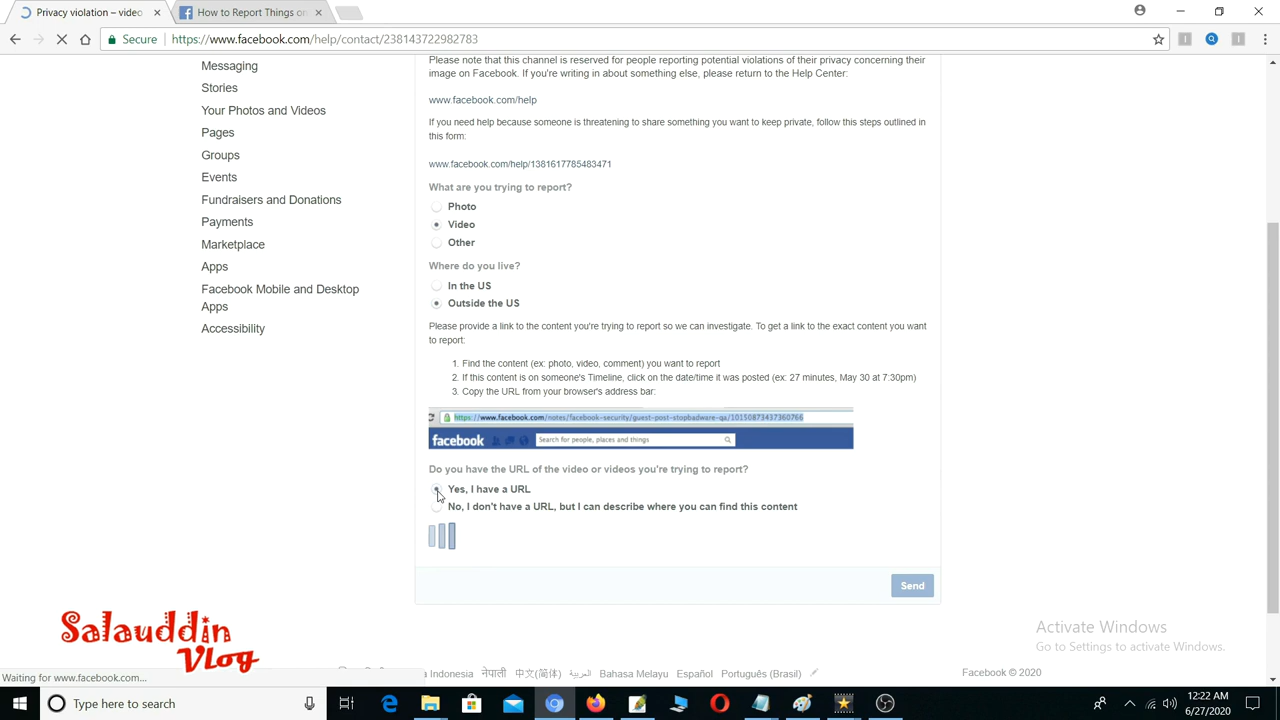 Privacy violation – video
How to Report Things on
Secure https://www.facebook.com/help/contact/238143722982783
Messaging
Stories
Your Photos and Videos
Pages
Groups
Events
Fundraisers and Donations
Payments
Marketplace
Apps
Facebook Mobile and Desktop
Apps
Accessibility
Please note that this channel is reserved for people reporting potential violations of their privacy concerning their
image on Facebook. If you're writing in about something else, please return to the Help Center:
www.facebook.com/help
If you need help because someone is threatening to share something you want to keep private, follow this steps outlined in
this form:
www.facebook.com/help/1381617785483471
What are you trying to report?
Photo
Video
Other
Where do you live?
In the US
Outside the US
Please provide a link to the content you're trying to report so we can investigate. To get a link to the exact content you want
to report:
1. Find the content (ex: photo, video, comment) you want to report
2. If this content is on someone's Timeline, click on the date/time it was posted (ex: 27 minutes, May 30 at 7:30pm)
3. Copy the URL from your browser's address bar:
https://www.facebook.com/notes/facebook-security/guest-post-stopbadware-qa/10150873437360766
facebook Search for people, places and things
Do you have the URL of the video or videos you're trying to report?
Yes, I have a URL
No, I don't have a URL, but I can describe where you can find this content
Send
Salauddin
Vlog
Activate Windows
Go to Settings to activate Windows.
Indonesia नेपाली 中文(简体) العربية Bahasa Melayu Español Português (Brasil)
Facebook © 2020
Waiting for www.facebook.com...
Type here to search
12:22 AM
6/27/2020